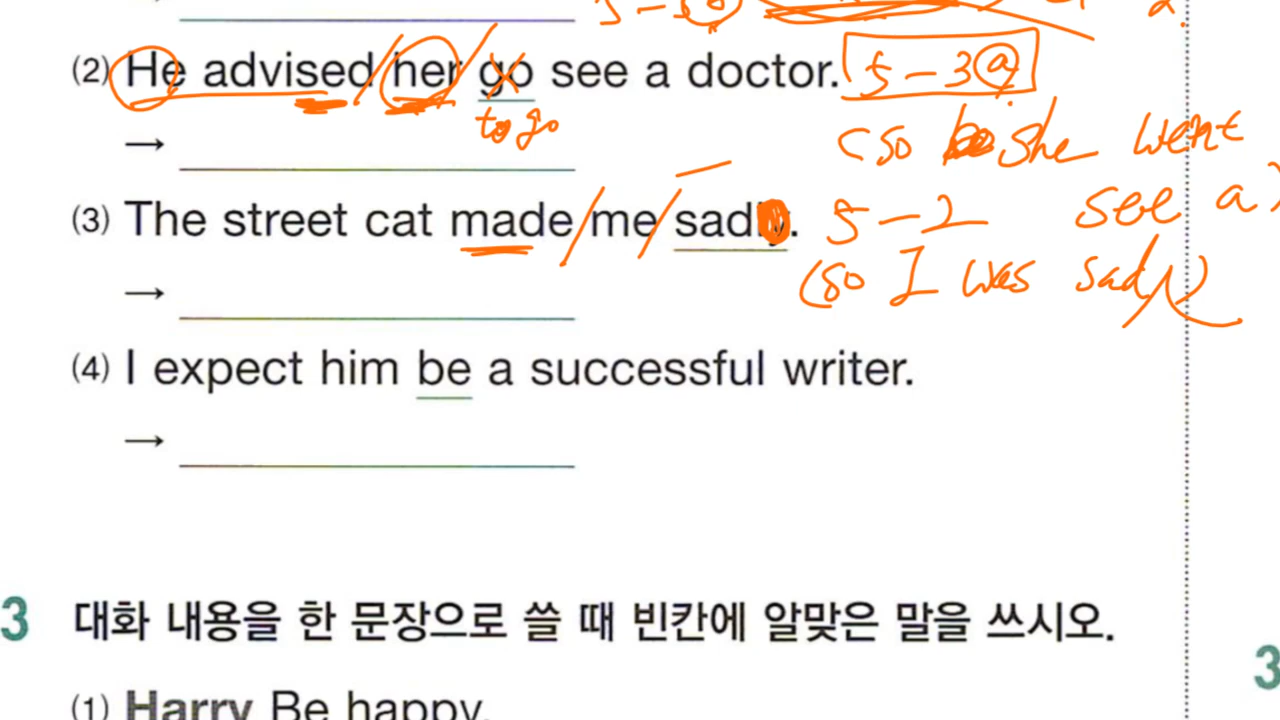 (2) He advised her go see a doctor. 5-3ⓐ
to go
→ (so she went
(3) The street cat made me sadly. 5-2 see a
→ (so I was sad)
(4) I expect him be a successful writer.
→
3 대화 내용을 한 문장으로 쓸 때 빈칸에 알맞은 말을 쓰시오.
3
(1) Harry Be happy.